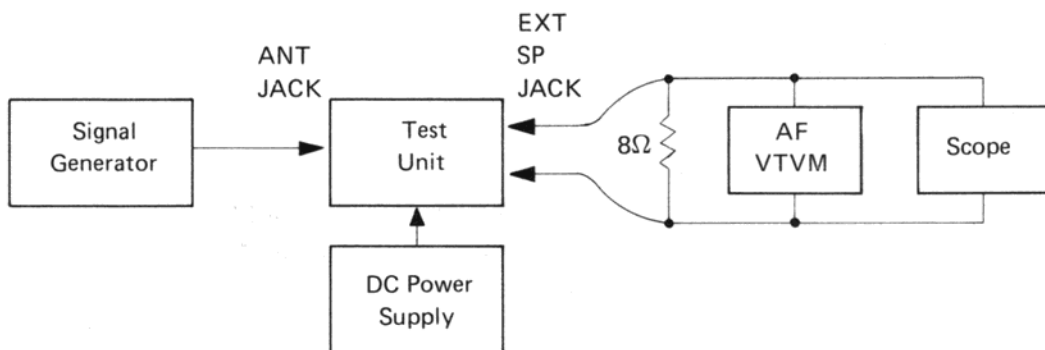 ANT
JACK
EXT
SP
JACK
Signal
Generator
Test
Unit
8Ω
AF
VTVM
Scope
DC Power
Supply